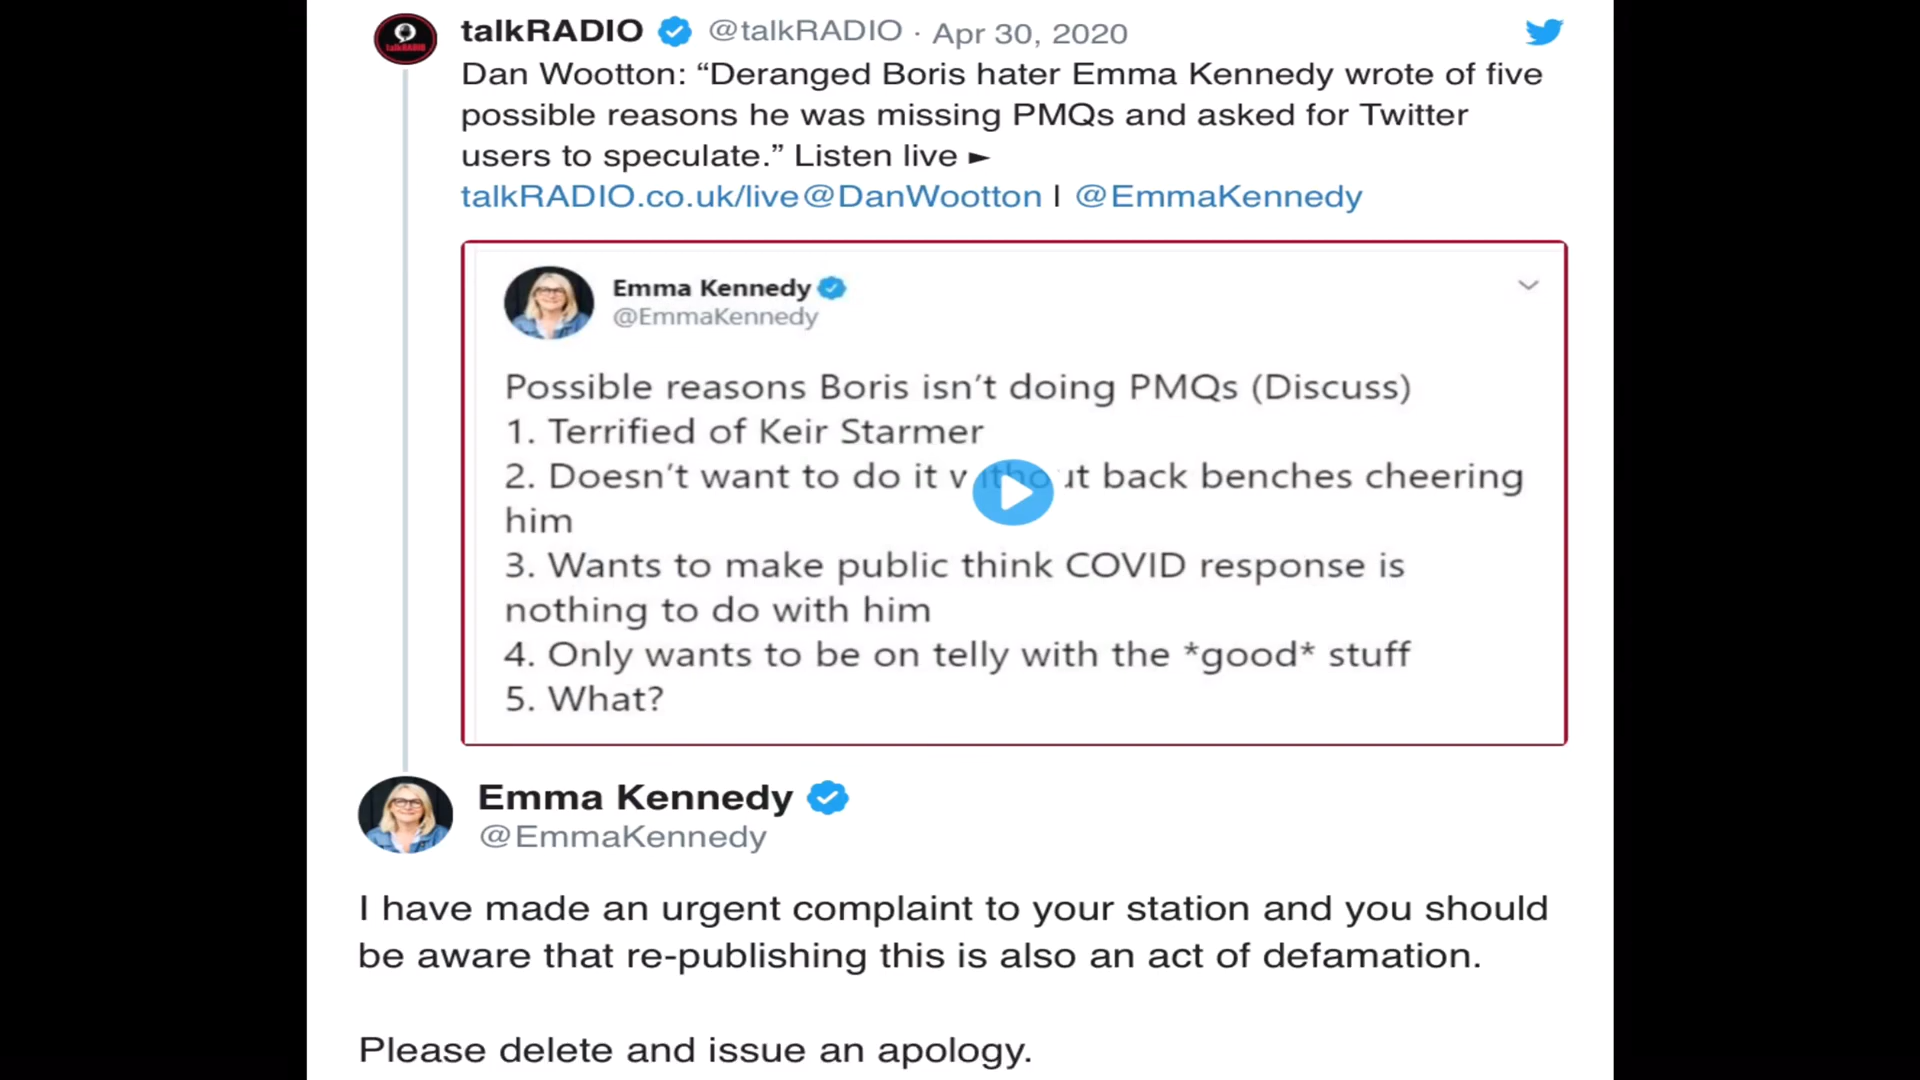 talkRADIO @talkRADIO · Apr 30, 2020
Dan Wootton: “Deranged Boris hater Emma Kennedy wrote of five
possible reasons he was missing PMQs and asked for Twitter
users to speculate.” Listen live ►
talkRADIO.co.uk/live@DanWootton | @EmmaKennedy
Emma Kennedy
@EmmaKennedy
Possible reasons Boris isn't doing PMQs (Discuss)
1. Terrified of Keir Starmer
2. Doesn't want to do it without back benches cheering
him
3. Wants to make public think COVID response is
nothing to do with him
4. Only wants to be on telly with the *good* stuff
5. What?
Emma Kennedy
@EmmaKennedy
I have made an urgent complaint to your station and you should
be aware that re-publishing this is also an act of defamation.
Please delete and issue an apology.